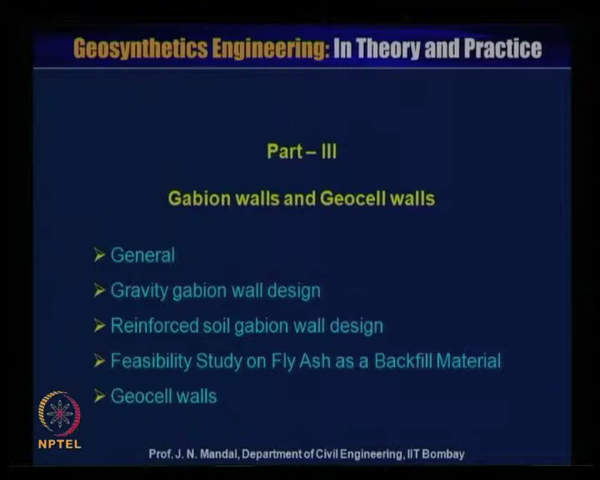 Geosynthetics Engineering: In Theory and Practice
Part – III
Gabion walls and Geocell walls
➢ General
➢ Gravity gabion wall design
➢ Reinforced soil gabion wall design
➢ Feasibility Study on Fly Ash as a Backfill Material
➢ Geocell walls
NPTEL
Prof. J. N. Mandal, Department of Civil Engineering, IIT Bombay